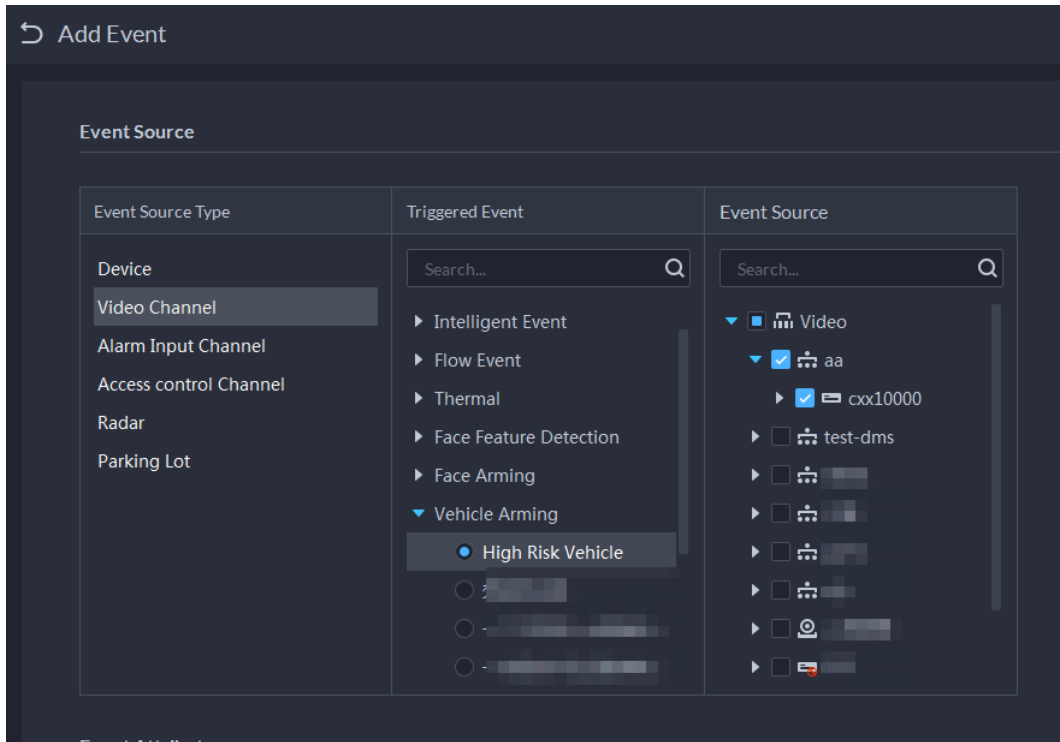 Add Event
Event Source
Event Source Type
Triggered Event
Event Source
Device
Video Channel
Alarm Input Channel
Access control Channel
Radar
Parking Lot
Search...
Intelligent Event
Flow Event
Thermal
Face Feature Detection
Face Arming
Vehicle Arming
High Risk Vehicle
Search...
Video
aa
cxx10000
test-dms